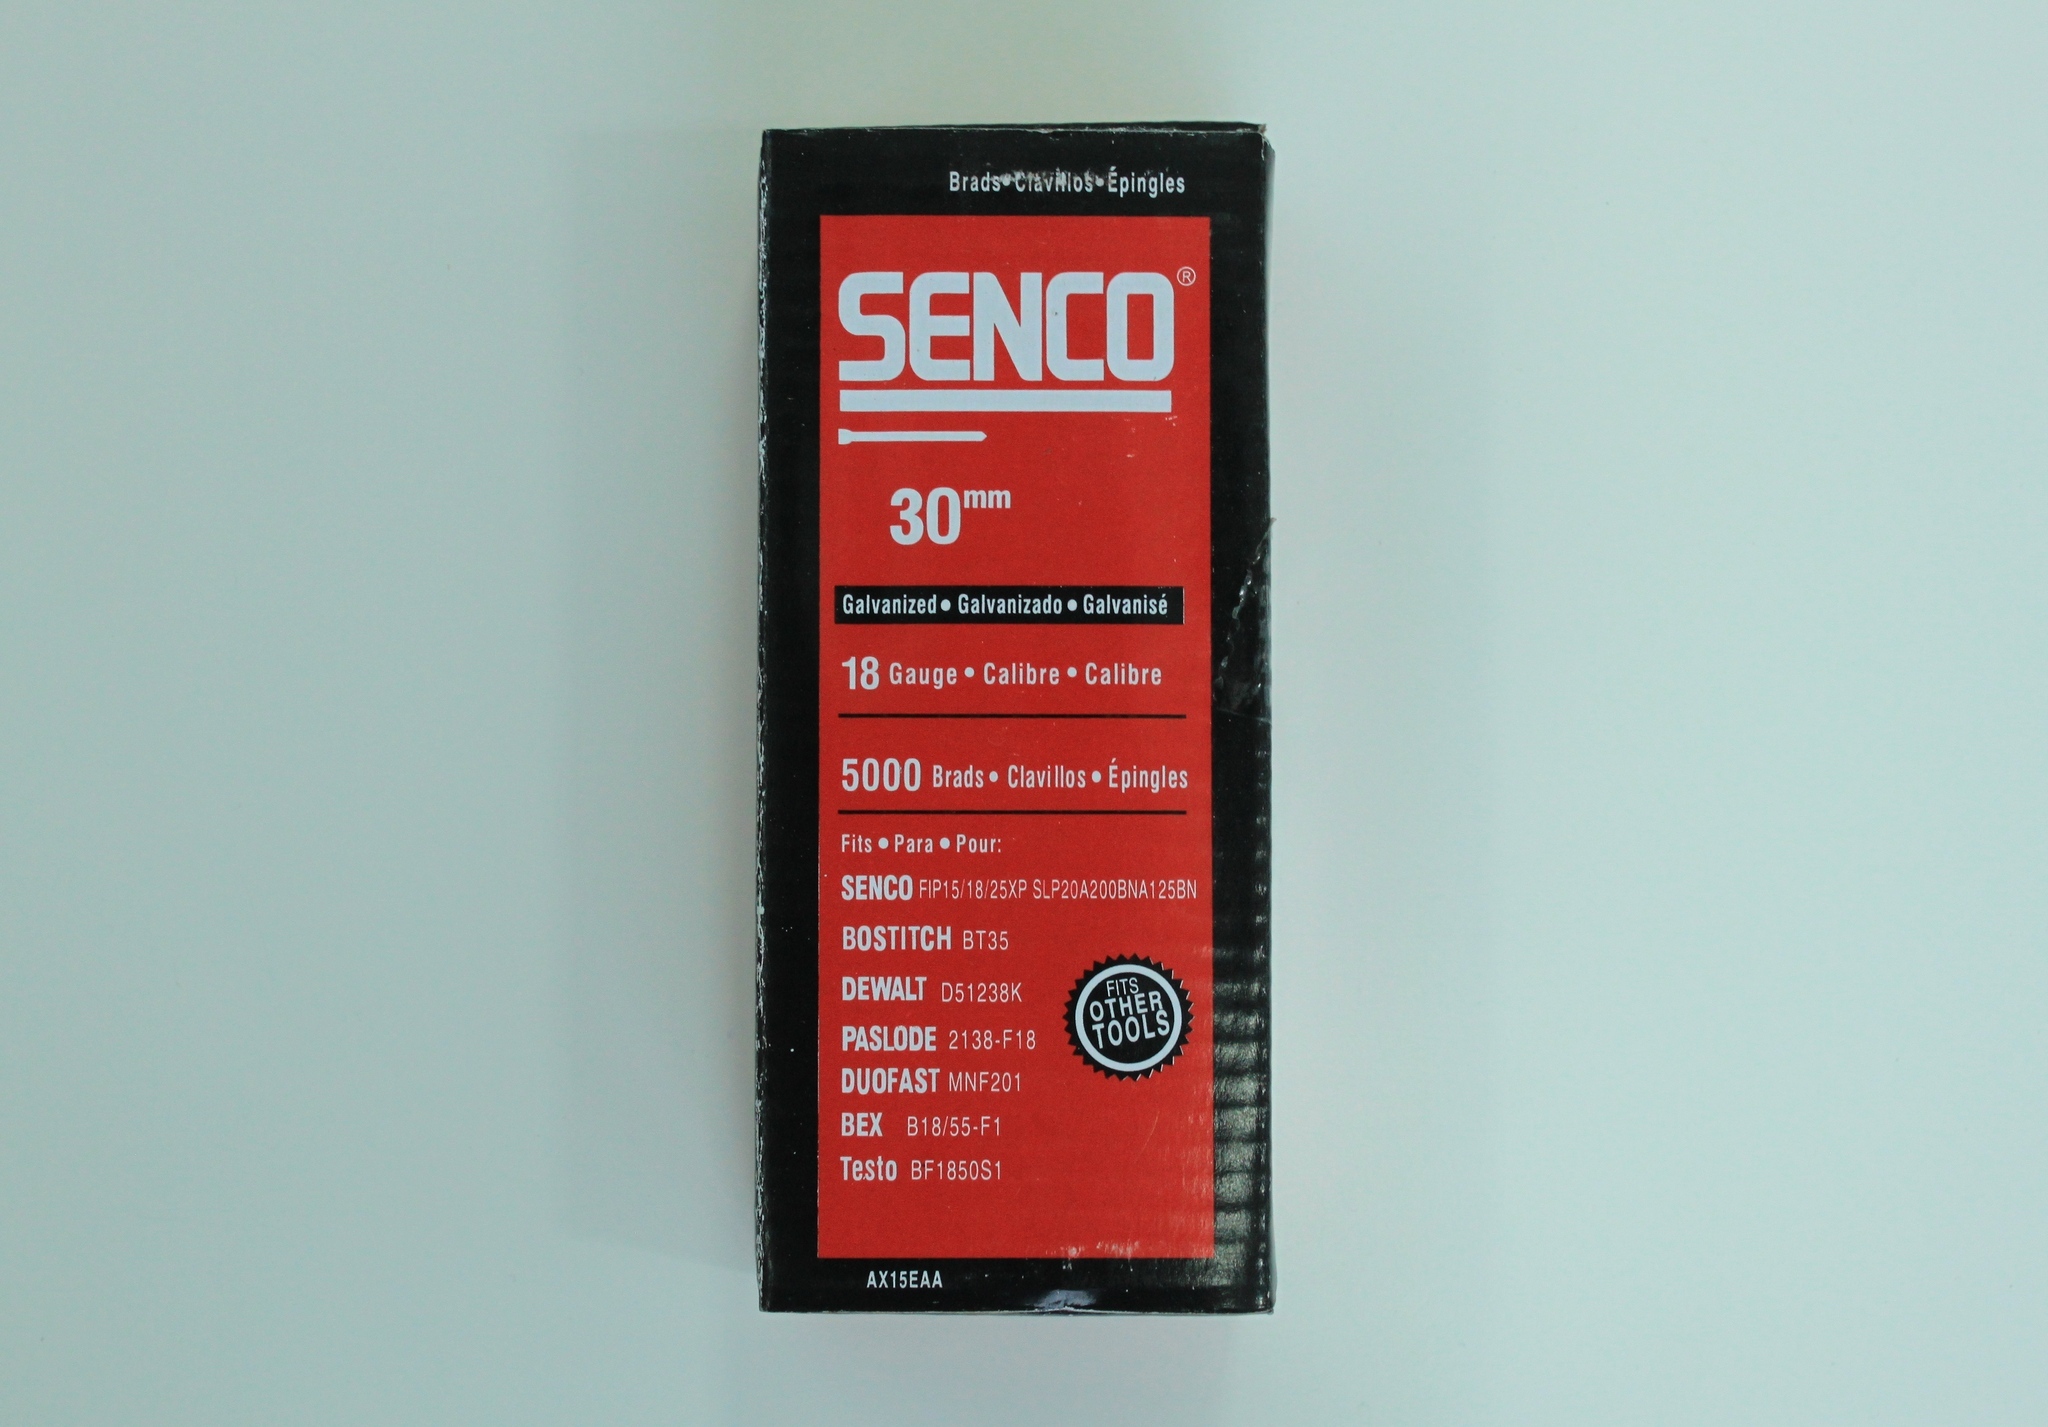 Brads•Clavillos•Épingles
SENCO®
30mm
Galvanized • Galvanizado • Galvanisé
18 Gauge • Calibre • Calibre
5000 Brads • Clavillos • Épingles
Fits • Para • Pour:
SENCO FIP15/18/25XP SLP20A200BNA125BN
BOSTITCH BT35
DEWALT D51238K
PASLODE 2138-F18
DUOFAST MNF201
BEX B18/55-F1
Testo BF1850S1
FITS
OTHER
TOOLS
AX15EAA